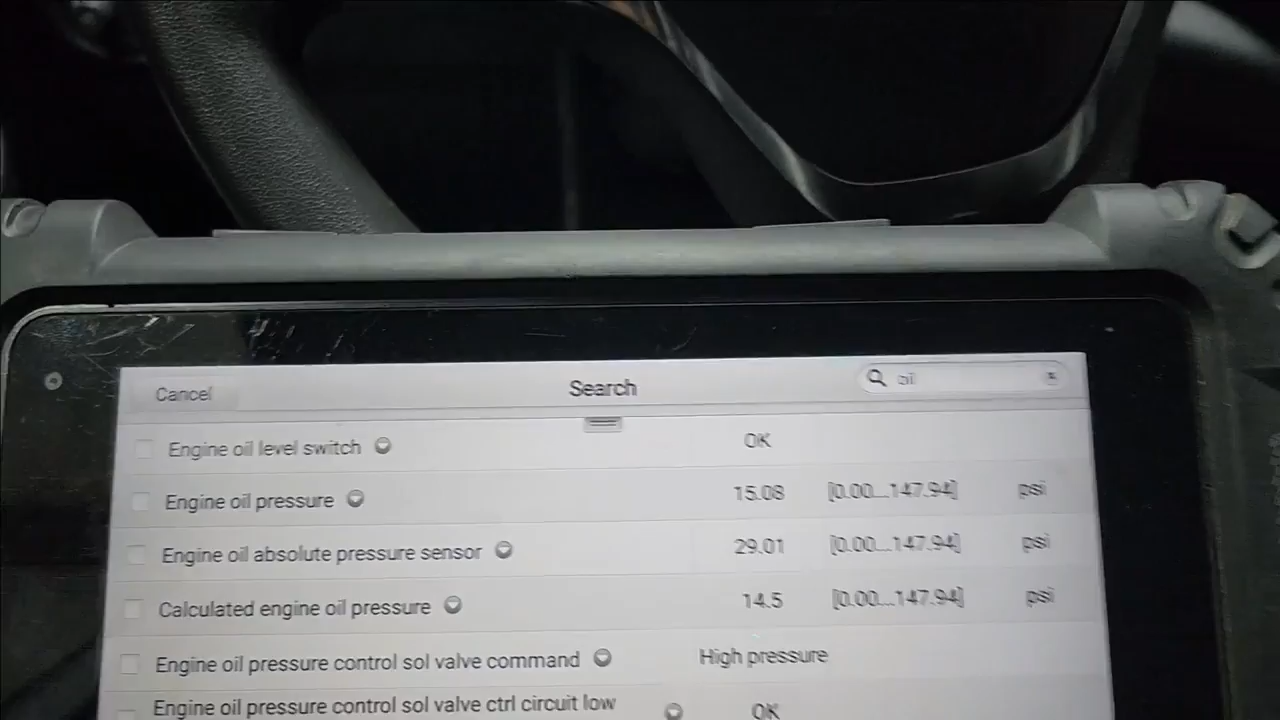 Cancel Search oil
Engine oil level switch OK
Engine oil pressure 15.08 [0.00...147.94] psi
Engine oil absolute pressure sensor 29.01 [0.00...147.94] psi
Calculated engine oil pressure 14.5 [0.00...147.94] psi
Engine oil pressure control sol valve command High pressure
Engine oil pressure control sol valve ctrl circuit low OK